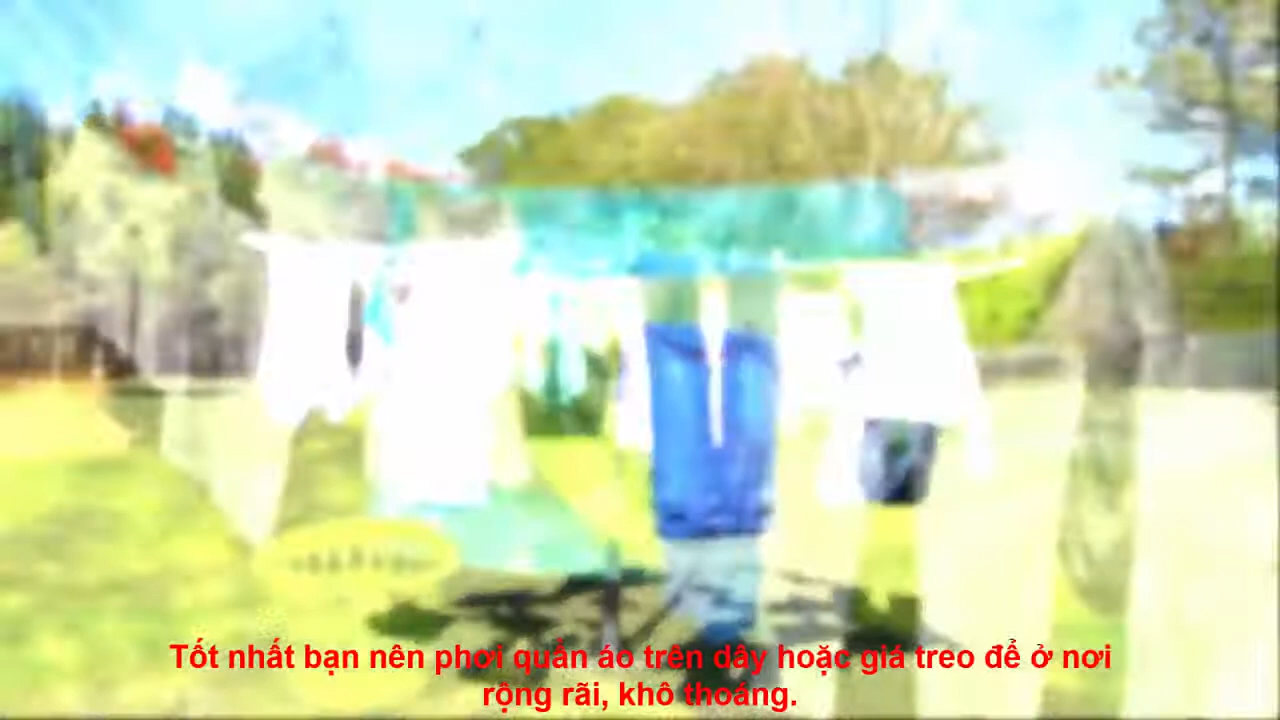 Tốt nhất bạn nên phơi quần áo trên dây hoặc giá treo để ở nơi
rộng rãi, khô thoáng.